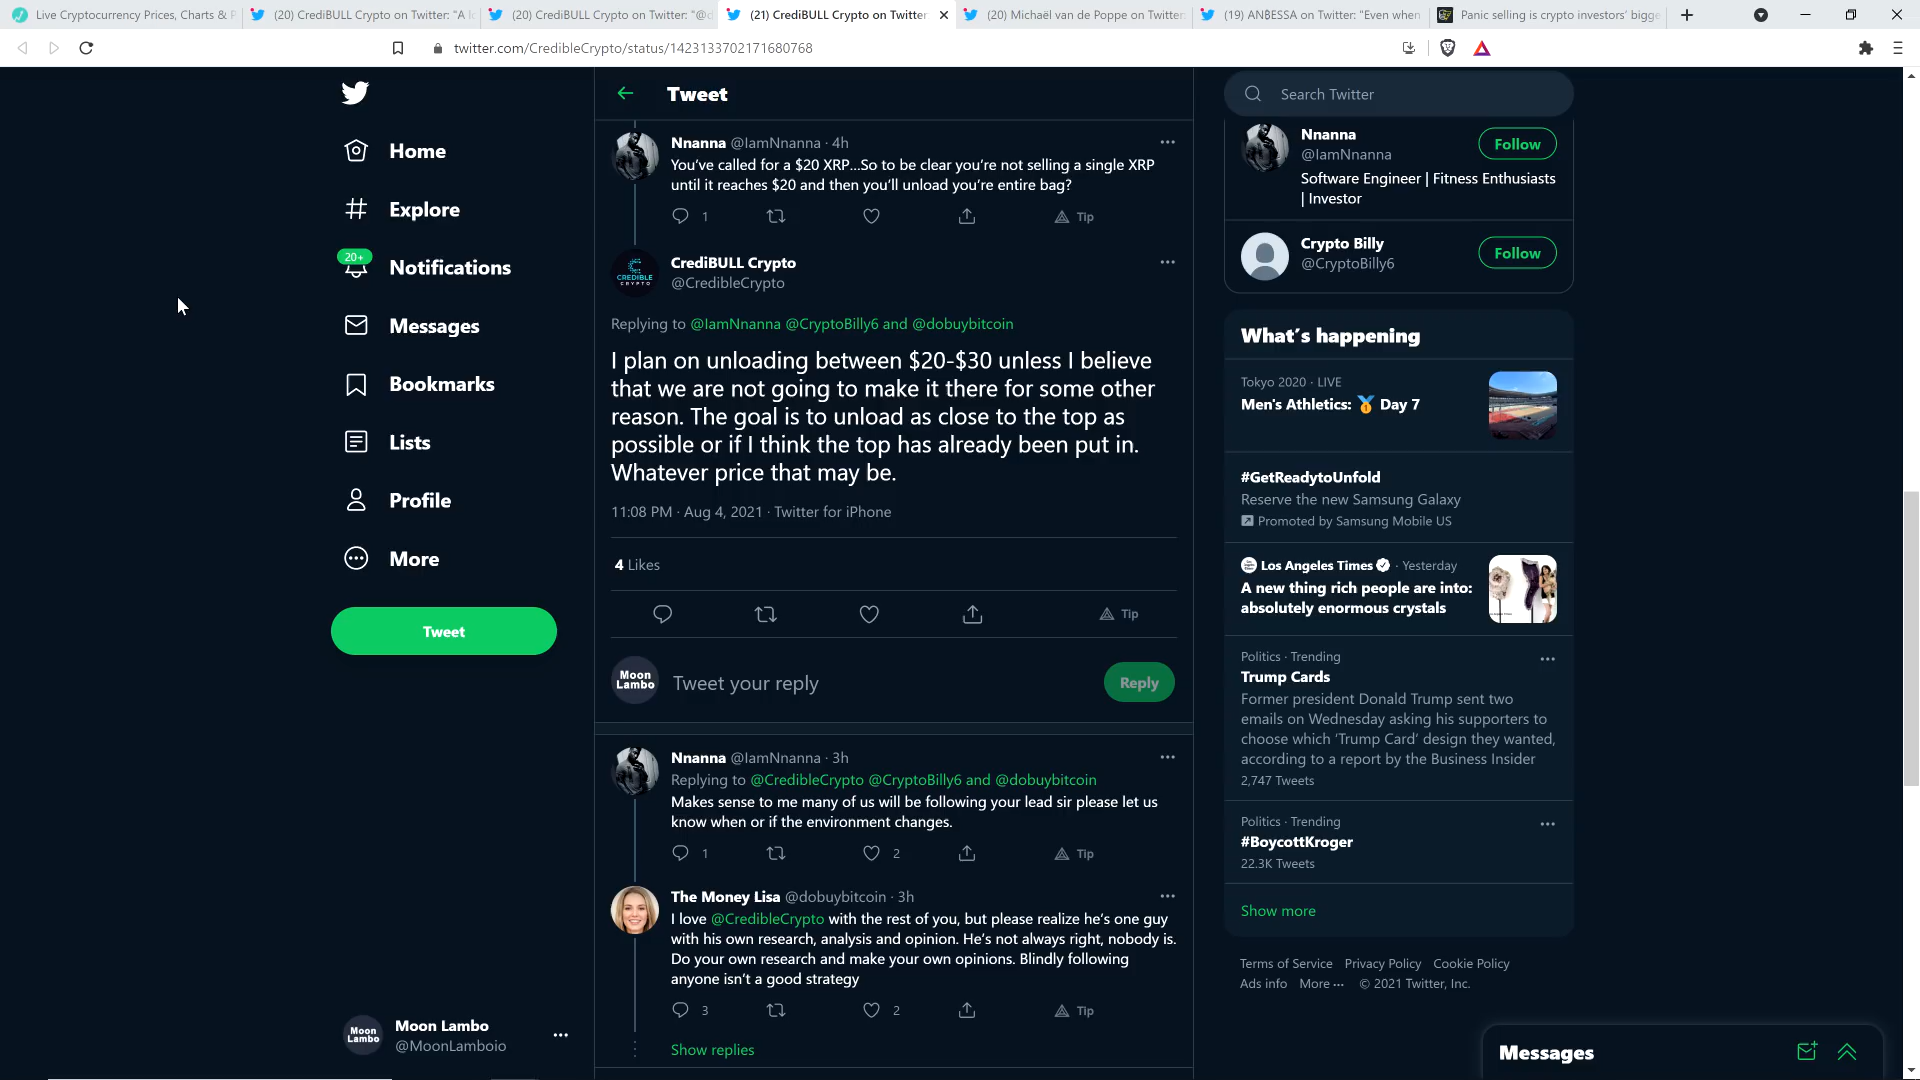 Live Cryptocurrency Prices, Charts & P
(20) CrediBULL Crypto on Twitter: "A lo
(20) CrediBULL Crypto on Twitter: "@d
(21) CrediBULL Crypto on Twitter
(20) Michaël van de Poppe on Twitter:
(19) AN₿ESSA on Twitter: "Even when
Panic selling is crypto investors' bigge
twitter.com/CredibleCrypto/status/1423133702171680768
Home
Explore
20+
Notifications
Messages
Bookmarks
Lists
Profile
More
Tweet
Moon Lambo
Moon Lambo
@MoonLamboio
Tweet
Nnanna @IamNnanna · 4h
You've called for a $20 XRP...So to be clear you're not selling a single XRP
until it reaches $20 and then you'll unload you're entire bag?
1 Tip
CREDIBLE
CRYPTO
CrediBULL Crypto
@CredibleCrypto
Replying to @IamNnanna @CryptoBilly6 and @dobuybitcoin
I plan on unloading between $20-$30 unless I believe
that we are not going to make it there for some other
reason. The goal is to unload as close to the top as
possible or if I think the top has already been put in.
Whatever price that may be.
11:08 PM · Aug 4, 2021 · Twitter for iPhone
4 Likes
Tip
Moon Lambo
Tweet your reply
Reply
Nnanna @IamNnanna · 3h
Replying to @CredibleCrypto @CryptoBilly6 and @dobuybitcoin
Makes sense to me many of us will be following your lead sir please let us
know when or if the environment changes.
1 2 Tip
The Money Lisa @dobuybitcoin · 3h
I love @CredibleCrypto with the rest of you, but please realize he's one guy
with his own research, analysis and opinion. He's not always right, nobody is.
Do your own research and make your own opinions. Blindly following
anyone isn't a good strategy
3 2 Tip
Show replies
Search Twitter
Nnanna
@IamNnanna
Follow
Software Engineer | Fitness Enthusiasts
| Investor
Crypto Billy
@CryptoBilly6
Follow
What's happening
Tokyo 2020 · LIVE
Men's Athletics: 🏅 Day 7
#GetReadytoUnfold
Reserve the new Samsung Galaxy
Promoted by Samsung Mobile US
Los Angeles Times · Yesterday
A new thing rich people are into:
absolutely enormous crystals
Politics · Trending
Trump Cards
Former president Donald Trump sent two
emails on Wednesday asking his supporters to
choose which 'Trump Card' design they wanted,
according to a report by the Business Insider
2,747 Tweets
Politics · Trending
#BoycottKroger
22.3K Tweets
Show more
Terms of Service Privacy Policy Cookie Policy
Ads info More ··· © 2021 Twitter, Inc.
Messages